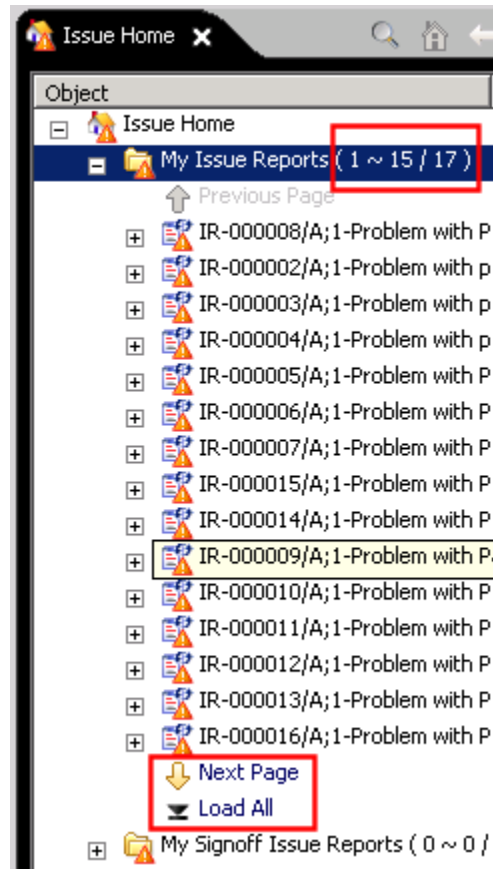 Issue Home
Object
Issue Home
My Issue Reports ( 1 ~ 15 / 17 )
Previous Page
IR-000008/A;1-Problem with P
IR-000002/A;1-Problem with p
IR-000003/A;1-Problem with p
IR-000004/A;1-Problem with p
IR-000005/A;1-Problem with P
IR-000006/A;1-Problem with P
IR-000007/A;1-Problem with P
IR-000015/A;1-Problem with P
IR-000014/A;1-Problem with P
IR-000009/A;1-Problem with Pa
IR-000010/A;1-Problem with P
IR-000011/A;1-Problem with P
IR-000012/A;1-Problem with P
IR-000013/A;1-Problem with P
IR-000016/A;1-Problem with P
Next Page
Load All
My Signoff Issue Reports ( 0 ~ 0 /